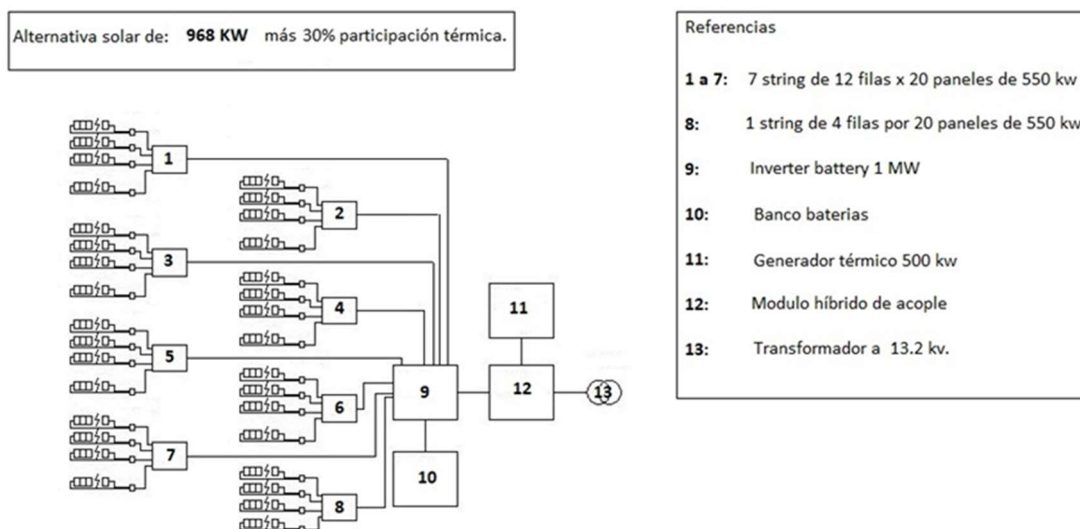 Alternativa solar de: 968 KW más 30% participación térmica.
Referencias
1 a 7: 7 string de 12 filas x 20 paneles de 550 kw
8: 1 string de 4 filas por 20 paneles de 550 kw
9: Inverter battery 1 MW
10: Banco baterias
11: Generador térmico 500 kw
12: Modulo híbrido de acople
13: Transformador a 13.2 kv.
1
2
3
4
5
6
7
8
9
10
11
12
13